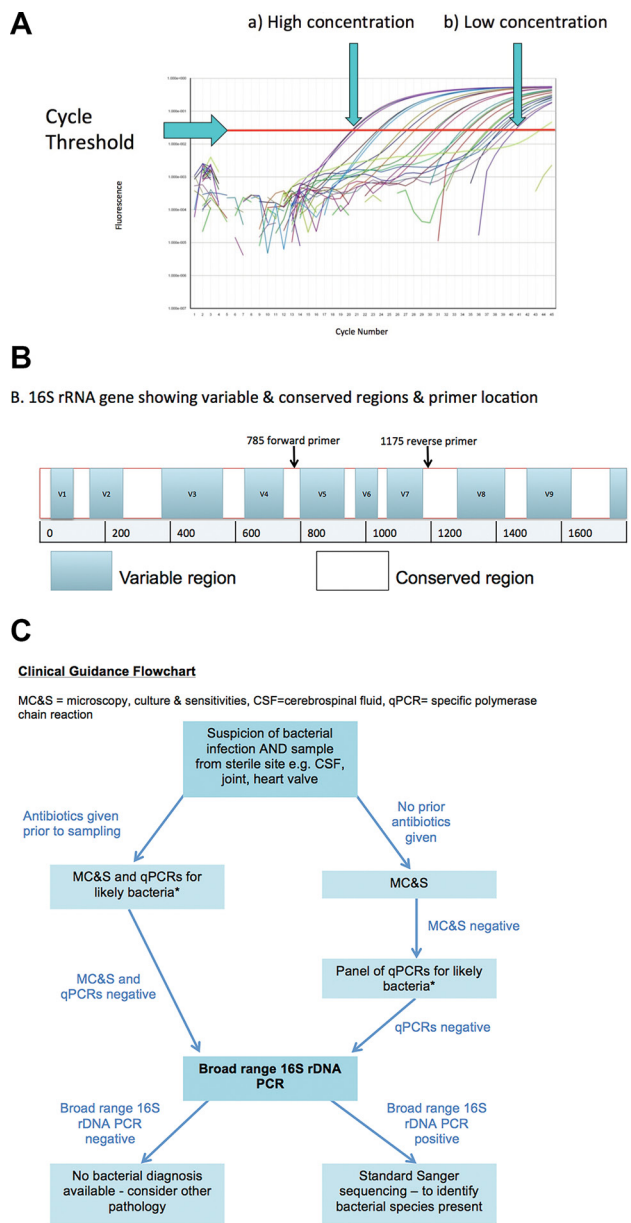 A
a) High concentration
b) Low concentration
Cycle
Threshold
Fluorescence
Cycle Number
B
B. 16S rRNA gene showing variable & conserved regions & primer location
785 forward primer
1175 reverse primer
V1 V2 V3 V4 V5 V6 V7 V8 V9
0 200 400 600 800 1000 1200 1400 1600
Variable region
Conserved region
C
Clinical Guidance Flowchart
MC&S = microscopy, culture & sensitivities, CSF=cerebrospinal fluid, qPCR= specific polymerase
chain reaction
Suspicion of bacterial
infection AND sample
from sterile site e.g. CSF,
joint, heart valve
Antibiotics given
prior to sampling
No prior
antibiotics
given
MC&S and qPCRs for
likely bacteria*
MC&S
MC&S negative
Panel of qPCRs for likely
bacteria*
MC&S and
qPCRs negative
qPCRs negative
Broad range 16S rDNA
PCR
Broad range 16S
rDNA PCR
negative
Broad range 16S
rDNA PCR
positive
No bacterial diagnosis
available - consider other
pathology
Standard Sanger
sequencing – to identify
bacterial species present